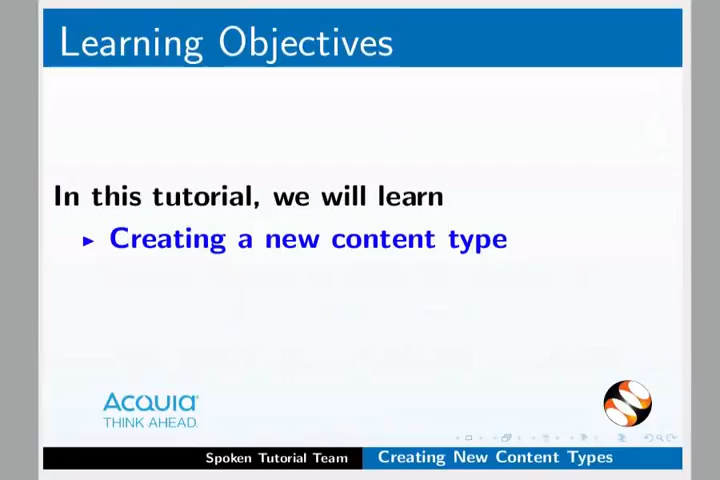 Learning Objectives
In this tutorial, we will learn
Creating a new content type
ACQUIA
THINK AHEAD.
Spoken Tutorial Team
Creating New Content Types